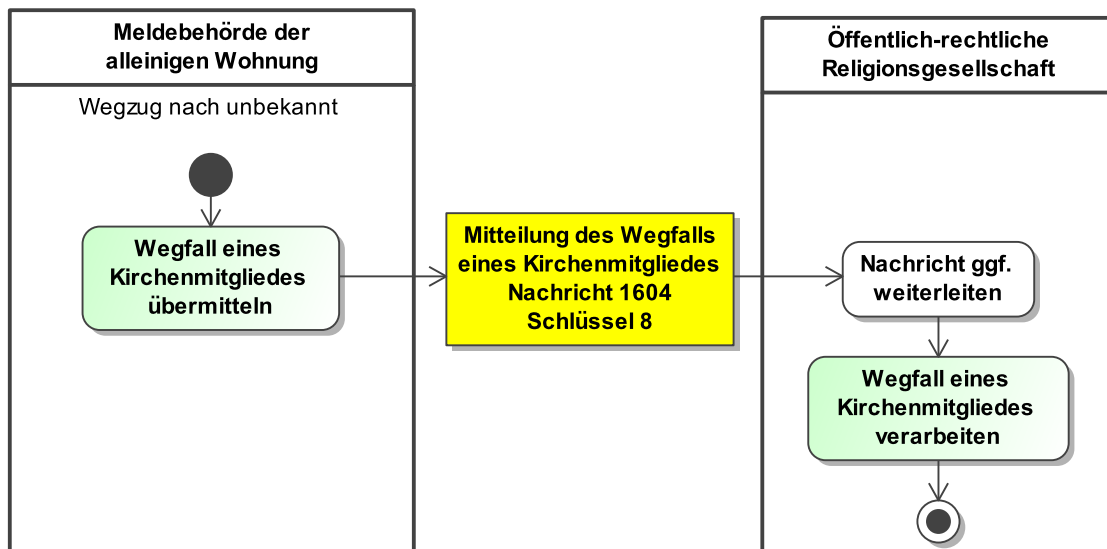 Meldebehörde der
alleinigen Wohnung
Wegzug nach unbekannt
Wegfall eines
Kirchenmitgliedes
übermitteln
Mitteilung des Wegfalls
eines Kirchenmitgliedes
Nachricht 1604
Schlüssel 8
Öffentlich-rechtliche
Religionsgesellschaft
Nachricht ggf.
weiterleiten
Wegfall eines
Kirchenmitgliedes
verarbeiten